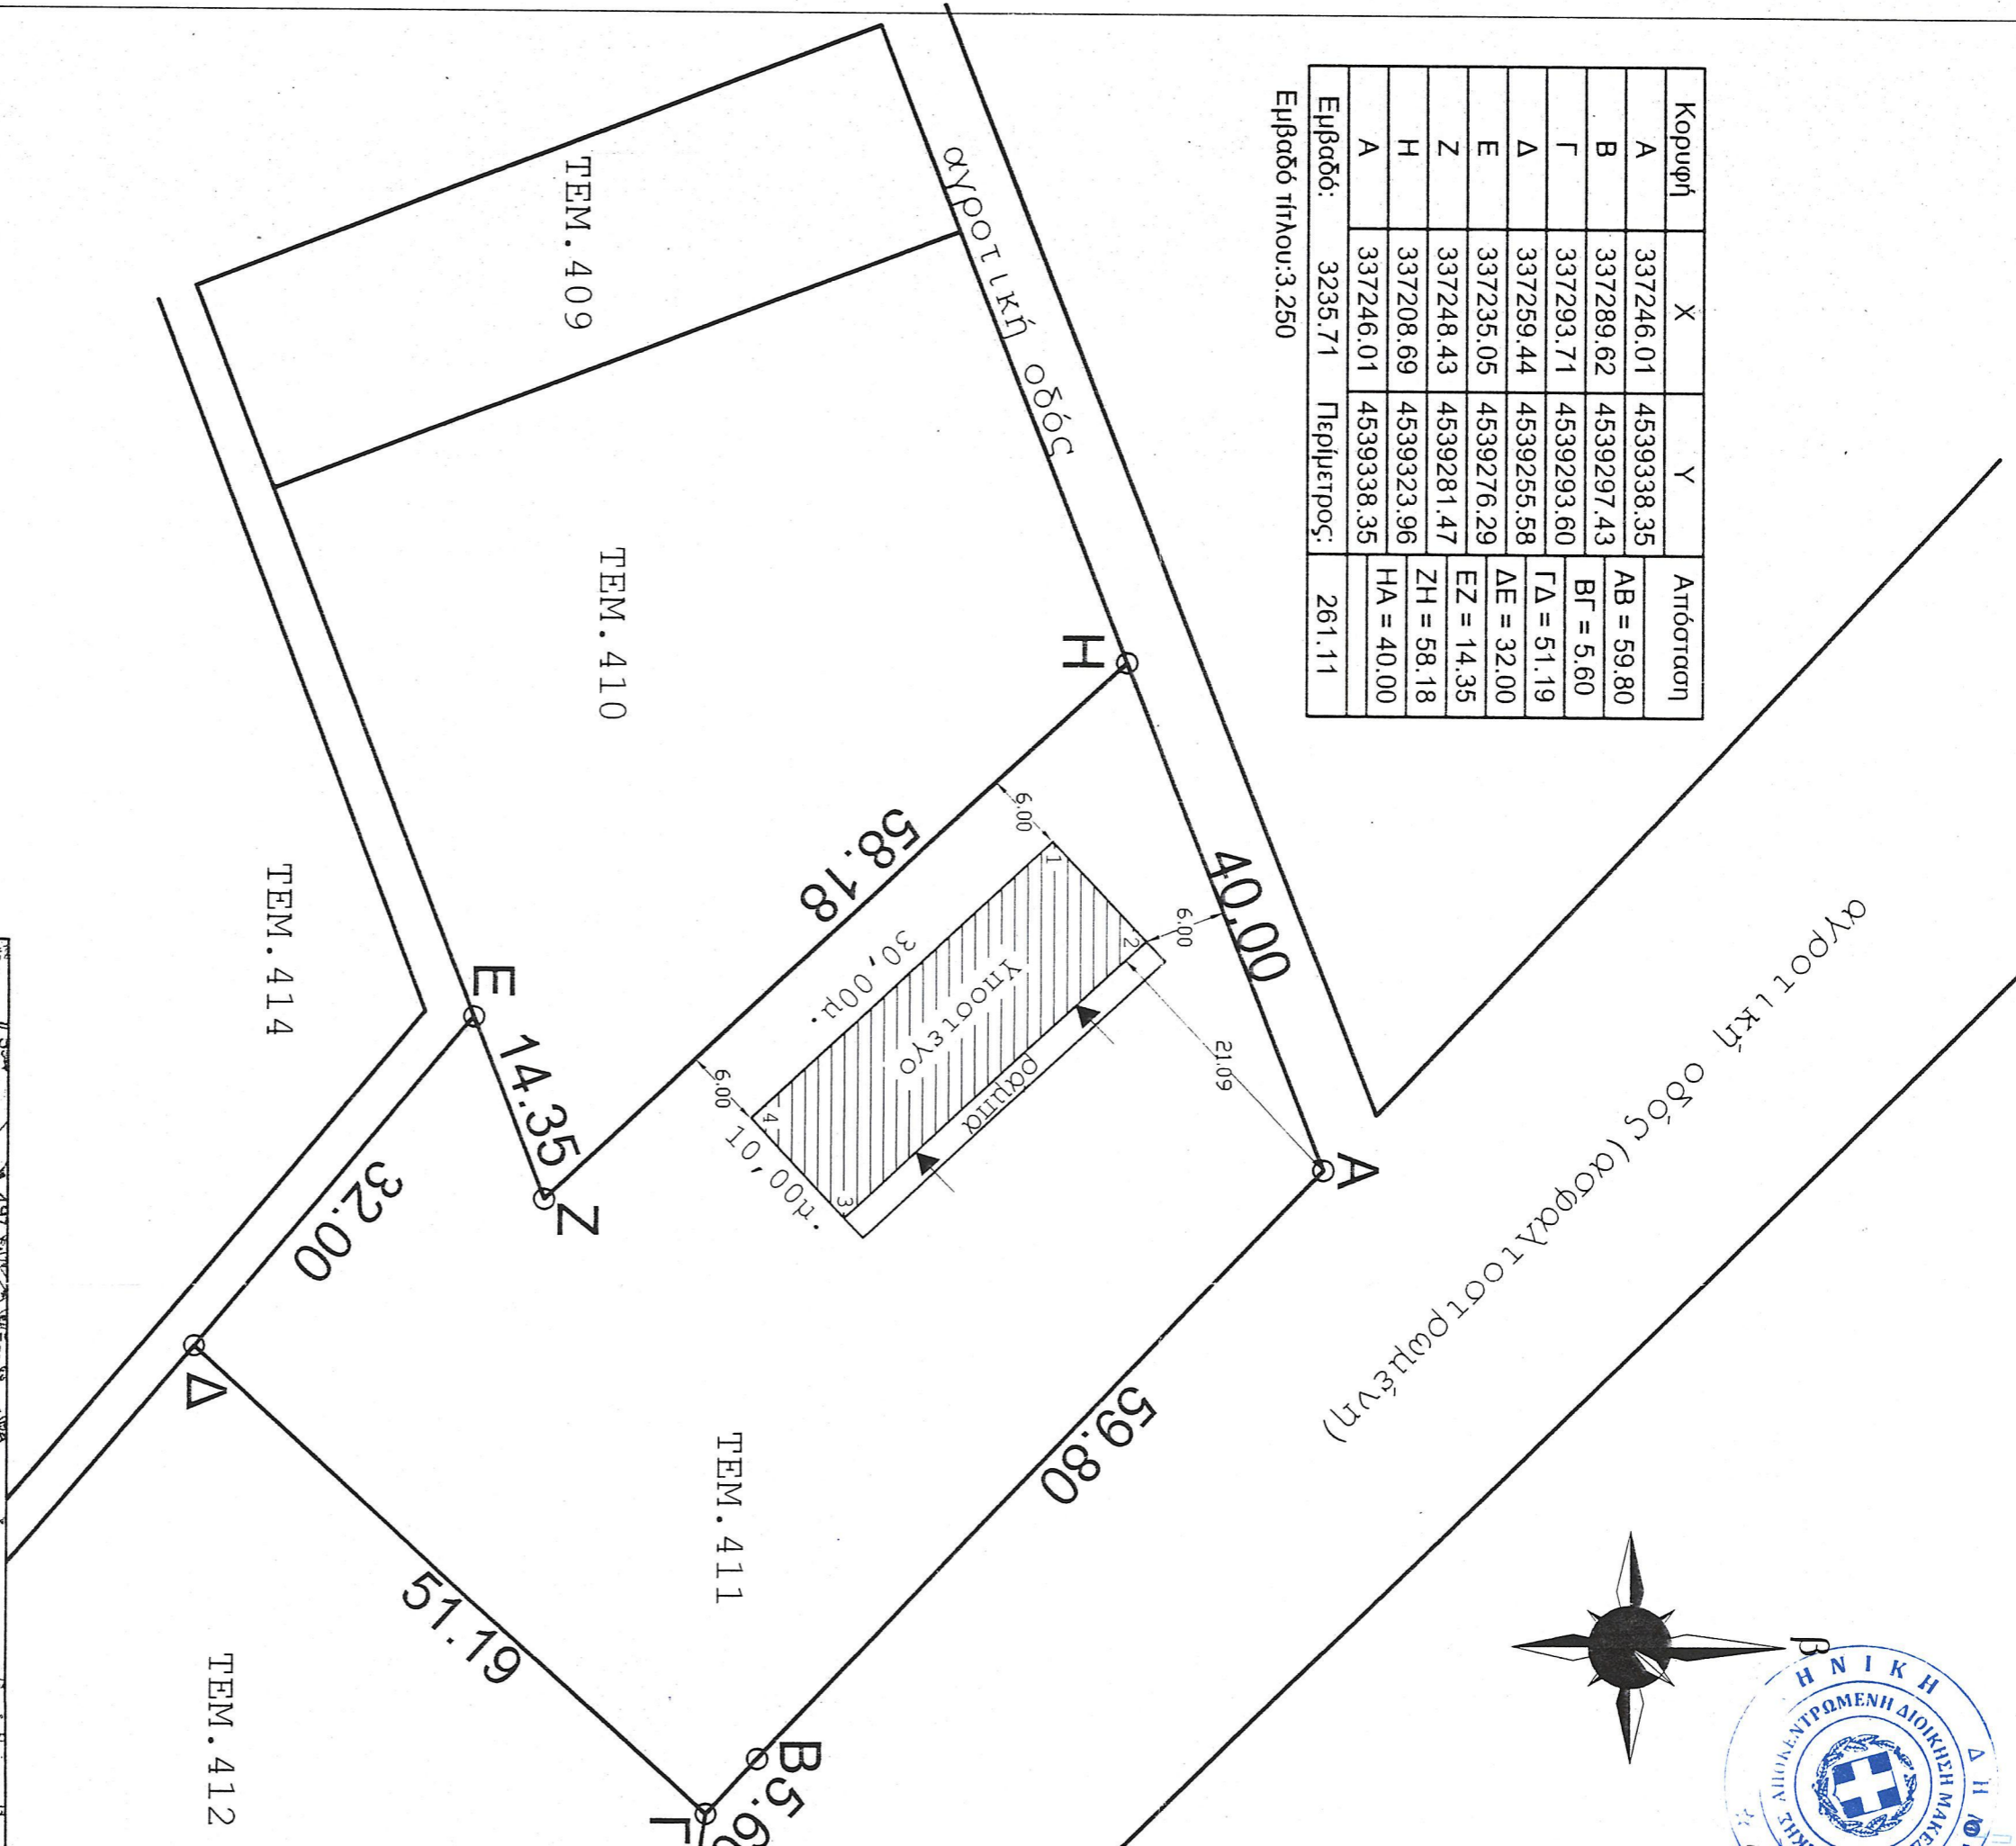 Κορυφή Χ Υ Απόσταση
Α 337246.01 4539338.35
ΑΒ = 59.80
Β 337289.62 4539297.43
ΒΓ = 5.60
Γ 337293.71 4539293.60
ΓΔ = 51.19
Δ 337259.44 4539255.58
ΔΕ = 32.00
Ε 337235.05 4539276.29
ΕΖ = 14.35
Ζ 337248.43 4539281.47
ΖΗ = 58.18
Η 337208.69 4539323.96
ΗΑ = 40.00
Α 337246.01 4539338.35
Εμβαδό: 3235.71 Περίμετρος: 261.11
Εμβαδό τίτλου:3.250
αγροτική οδός (ασφαλτοστρωμένη)
αγροτική οδός
β
Α
Η
40.00
21.09
6.00
6.00
6.00
1
2
3
4
Υποστεγο
ράμπα
30,00μ.
10,00μ.
58.18
59.80
Β
5.60
Γ
Ζ
14.35
Ε
32.00
Δ
51.19
ΤΕΜ.409
ΤΕΜ.410
ΤΕΜ.411
ΤΕΜ.412
ΤΕΜ.414